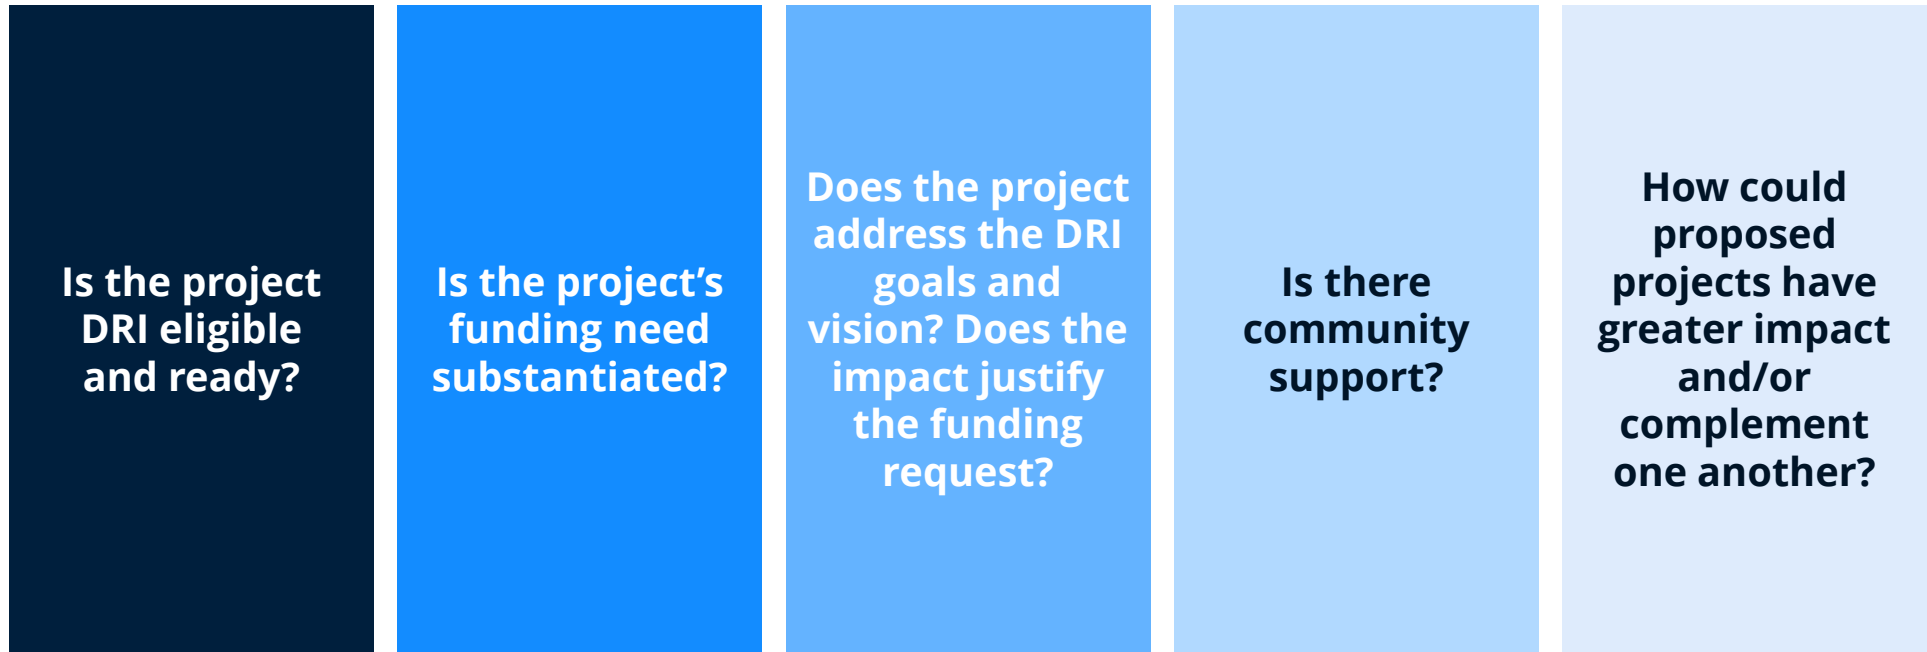 Is the project
DRI eligible
and ready?
Is the project’s
funding need
substantiated?
Does the project
address the DRI
goals and
vision? Does the
impact justify
the funding
request?
Is there
community
support?
How could
proposed
projects have
greater impact
and/or
complement
one another?